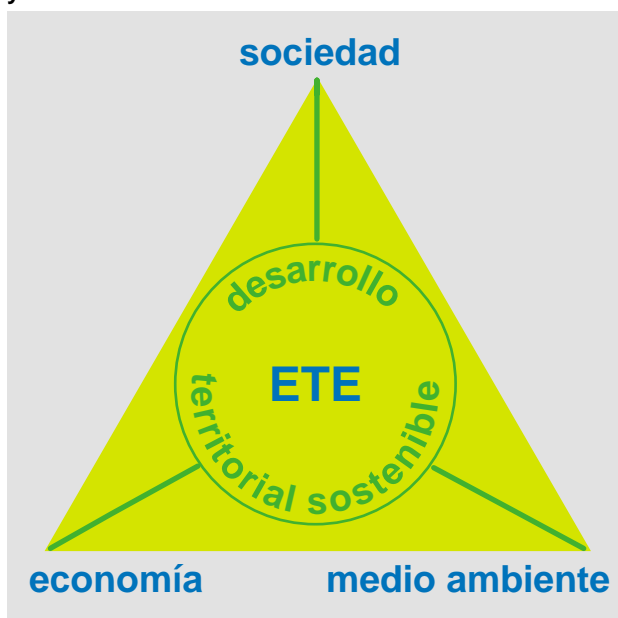 sociedad
desarrollo
ETE
territorial sostenible
economía
medio ambiente